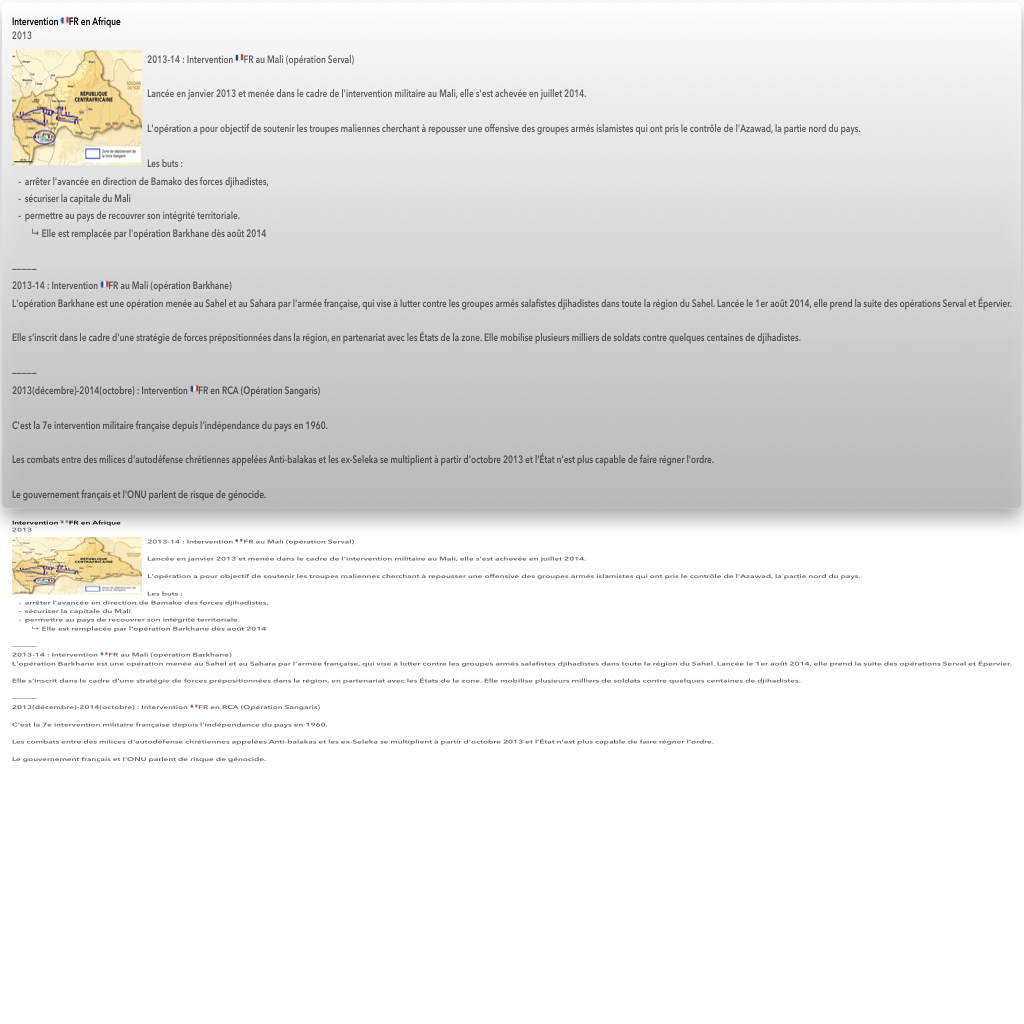 Intervention 🇫🇷FR en Afrique
2013
RÉPUBLIQUE
CENTRAFRICAINE
Zone de déploiement de
la force Sangaris
2013-14 : Intervention 🇫🇷FR au Mali (opération Serval)
Lancée en janvier 2013 et menée dans le cadre de l'intervention militaire au Mali, elle s'est achevée en juillet 2014.
L'opération a pour objectif de soutenir les troupes maliennes cherchant à repousser une offensive des groupes armés islamistes qui ont pris le contrôle de l'Azawad, la partie nord du pays.
Les buts :
- arrêter l'avancée en direction de Bamako des forces djihadistes,
- sécuriser la capitale du Mali
- permettre au pays de recouvrer son intégrité territoriale.
↳ Elle est remplacée par l'opération Barkhane dès août 2014
_____
2013-14 : Intervention 🇫🇷FR au Mali (opération Barkhane)
L'opération Barkhane est une opération menée au Sahel et au Sahara par l'armée française, qui vise à lutter contre les groupes armés salafistes djihadistes dans toute la région du Sahel. Lancée le 1er août 2014, elle prend la suite des opérations Serval et Épervier.
Elle s'inscrit dans le cadre d'une stratégie de forces prépositionnées dans la région, en partenariat avec les États de la zone. Elle mobilise plusieurs milliers de soldats contre quelques centaines de djihadistes.
_____
2013(décembre)-2014(octobre) : Intervention 🇫🇷FR en RCA (Opération Sangaris)
C'est la 7e intervention militaire française depuis l'indépendance du pays en 1960.
Les combats entre des milices d'autodéfense chrétiennes appelées Anti-balakas et les ex-Seleka se multiplient à partir d'octobre 2013 et l'État n'est plus capable de faire régner l'ordre.
Le gouvernement français et l'ONU parlent de risque de génocide.
Intervention 🇫🇷FR en Afrique
2013
RÉPUBLIQUE
CENTRAFRICAINE
2013-14 : Intervention 🇫🇷FR au Mali (opération Serval)
Lancée en janvier 2013 et menée dans le cadre de l'intervention militaire au Mali, elle s'est achevée en juillet 2014.
L'opération a pour objectif de soutenir les troupes maliennes cherchant à repousser une offensive des groupes armés islamistes qui ont pris le contrôle de l'Azawad, la partie nord du pays.
Les buts :
- arrêter l'avancée en direction de Bamako des forces djihadistes,
- sécuriser la capitale du Mali
- permettre au pays de recouvrer son intégrité territoriale.
↳ Elle est remplacée par l'opération Barkhane dès août 2014
_____
2013-14 : Intervention 🇫🇷FR au Mali (opération Barkhane)
L'opération Barkhane est une opération menée au Sahel et au Sahara par l'armée française, qui vise à lutter contre les groupes armés salafistes djihadistes dans toute la région du Sahel. Lancée le 1er août 2014, elle prend la suite des opérations Serval et Épervier.
Elle s'inscrit dans le cadre d'une stratégie de forces prépositionnées dans la région, en partenariat avec les États de la zone. Elle mobilise plusieurs milliers de soldats contre quelques centaines de djihadistes.
_____
2013(décembre)-2014(octobre) : Intervention 🇫🇷FR en RCA (Opération Sangaris)
C'est la 7e intervention militaire française depuis l'indépendance du pays en 1960.
Les combats entre des milices d'autodéfense chrétiennes appelées Anti-balakas et les ex-Seleka se multiplient à partir d'octobre 2013 et l'État n'est plus capable de faire régner l'ordre.
Le gouvernement français et l'ONU parlent de risque de génocide.